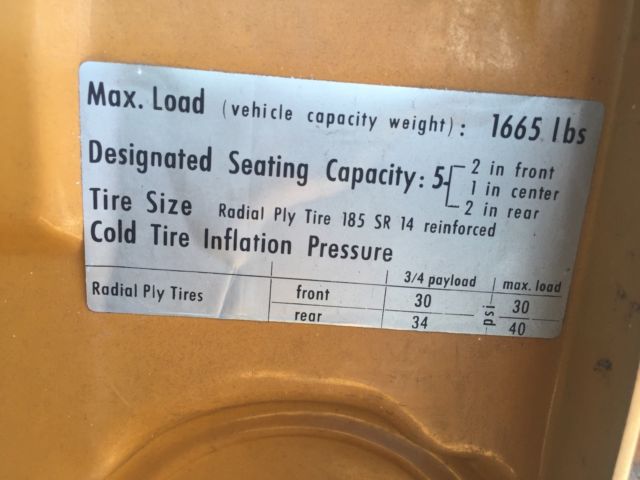 Max. Load (vehicle capacity weight): 1665 lbs
Designated Seating Capacity: 5
2 in front
1 in center
2 in rear
Tire Size Radial Ply Tire 185 SR 14 reinforced
Cold Tire Inflation Pressure
3/4 payload max. load
Radial Ply Tires front 30 psi 30
rear 34 40